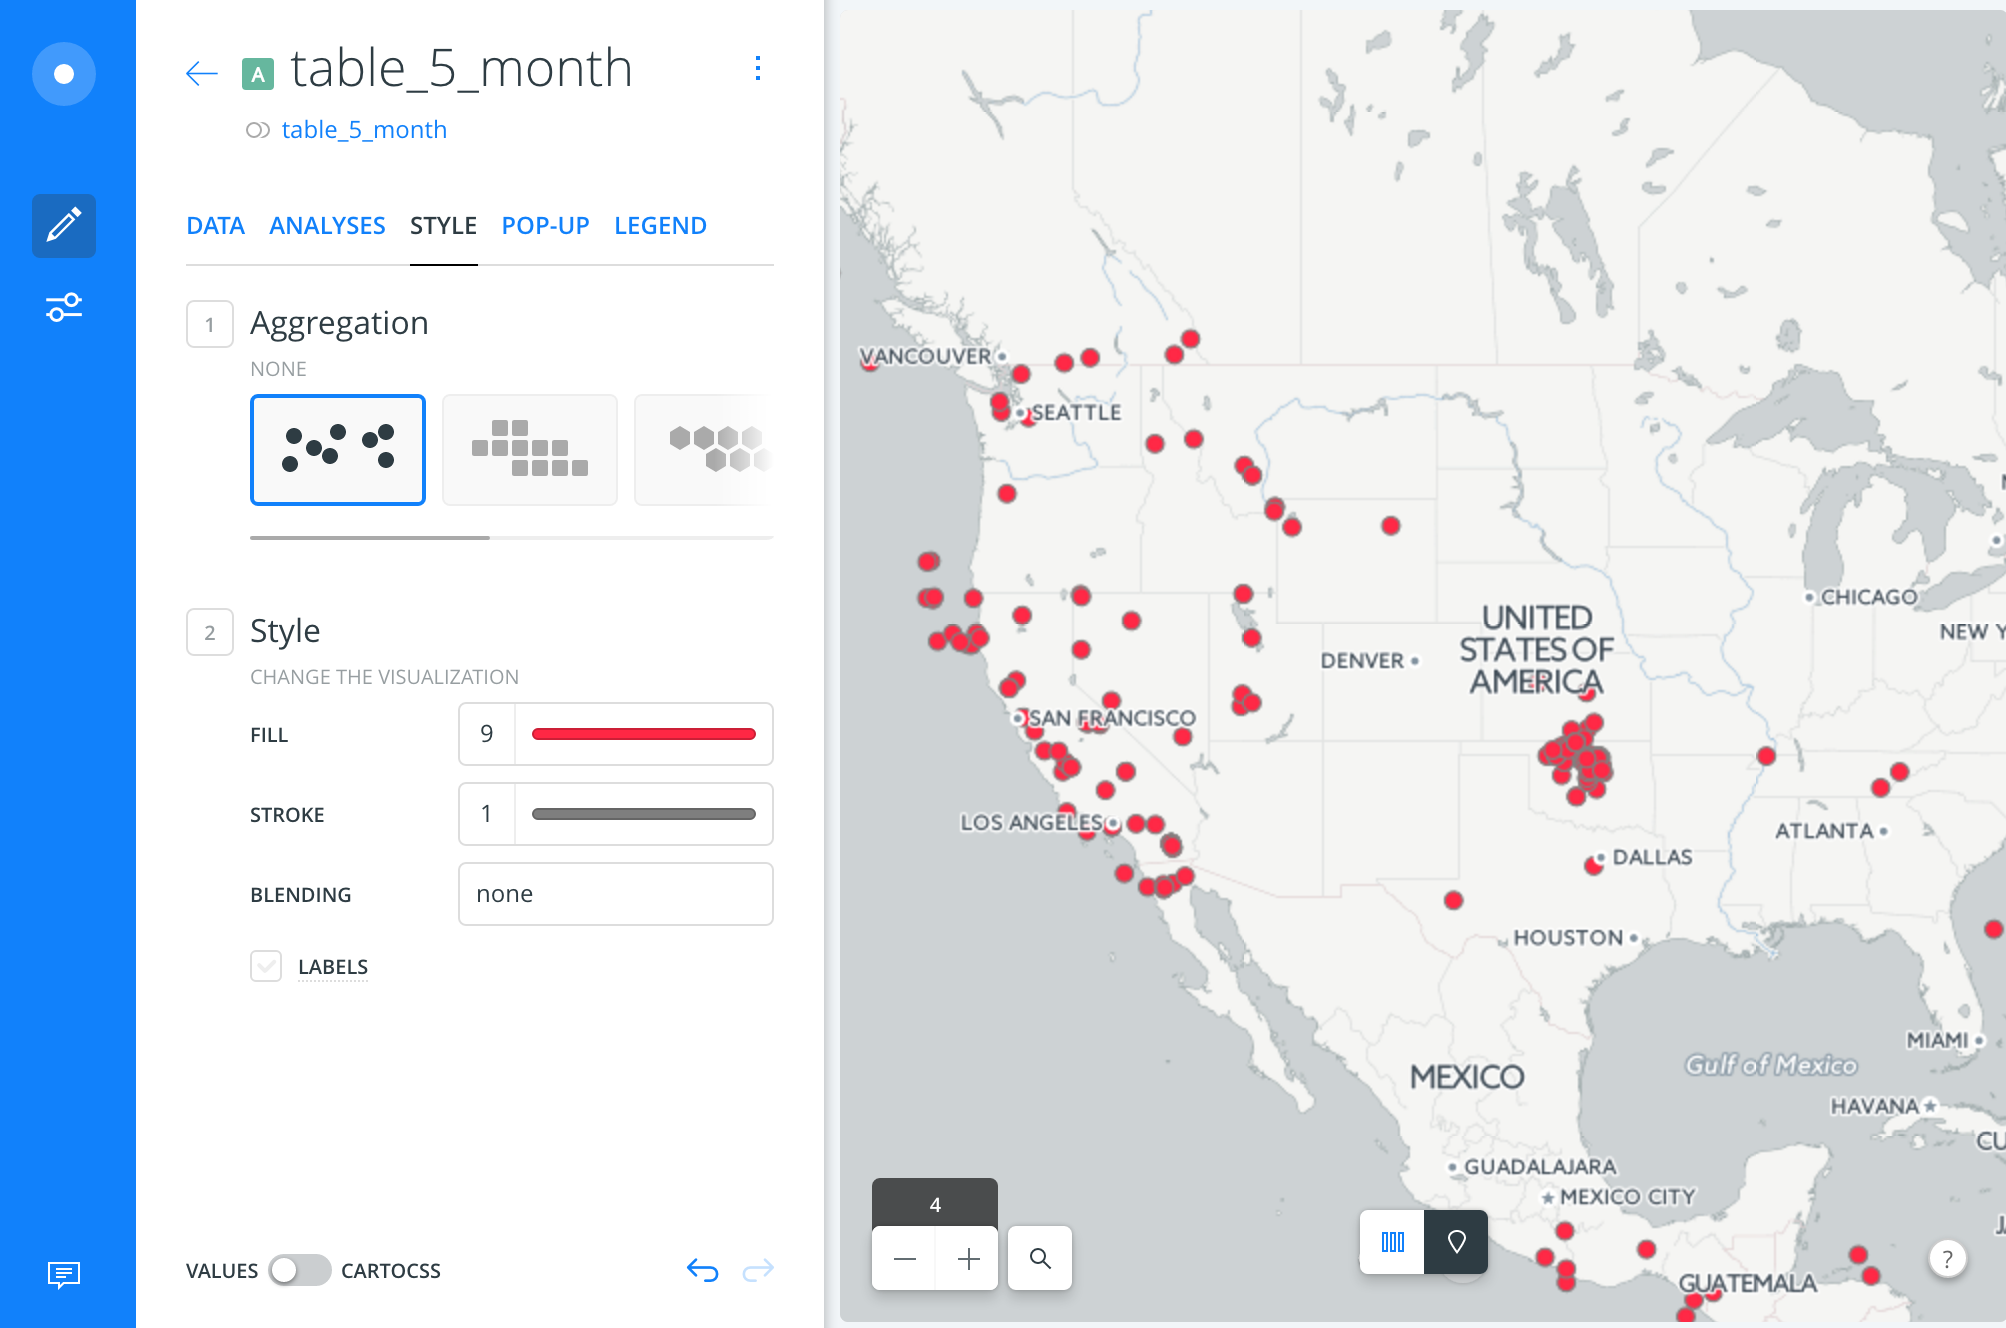 A table_5_month
table_5_month
DATA ANALYSES STYLE POP-UP LEGEND
1 Aggregation
NONE
2 Style
CHANGE THE VISUALIZATION
FILL 9
STROKE 1
BLENDING none
LABELS
VALUES CARTOCSS
VANCOUVER
SEATTLE
CHICAGO
UNITED
STATES OF
AMERICA
NEW Y
DENVER
SAN FRANCISCO
LOS ANGELES
ATLANTA
DALLAS
HOUSTON
MIAMI
Gulf of Mexico
MEXICO
HAVANA
CU
GUADALAJARA
MEXICO CITY
GUATEMALA
4
?